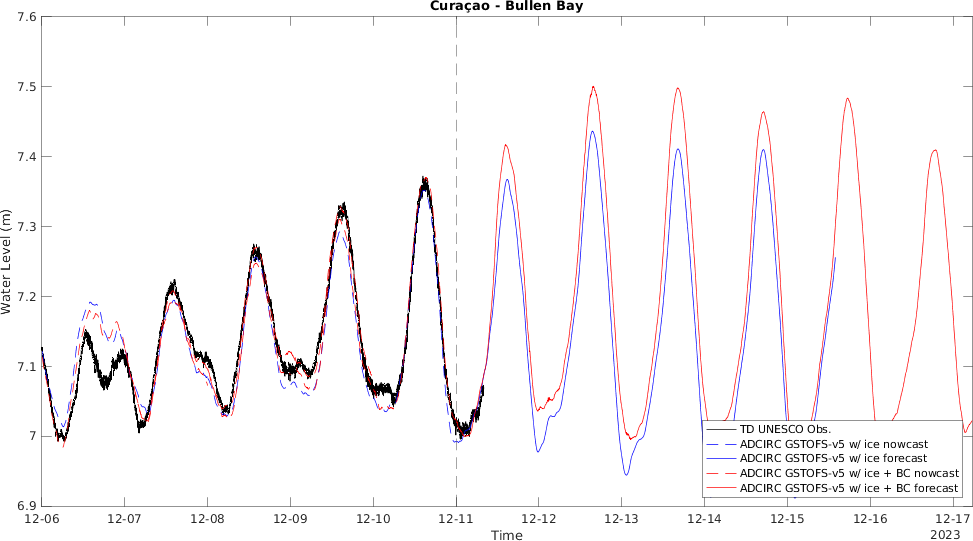 Curaçao - Bullen Bay
7.6
7.5
7.4
7.3
7.2
7.1
7
6.9
Water Level (m)
12-06 12-07 12-08 12-09 12-10 12-11 12-12 12-13 12-14 12-15 12-16 12-17
Time
2023
TD UNESCO Obs.
ADCIRC GSTOFS-v5 w/ ice nowcast
ADCIRC GSTOFS-v5 w/ ice forecast
ADCIRC GSTOFS-v5 w/ ice + BC nowcast
ADCIRC GSTOFS-v5 w/ ice + BC forecast